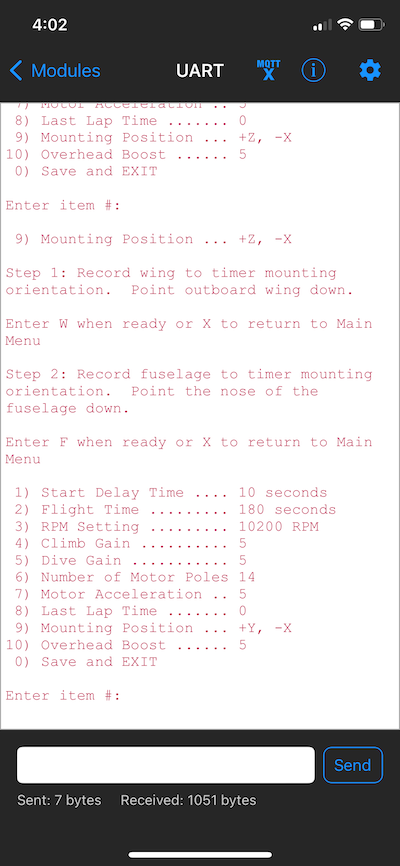 4:02
Modules
UART
MQTT
X
i
7) Motor Acceleration .. 5
8) Last Lap Time ....... 0
9) Mounting Position ... +Z, -X
10) Overhead Boost ...... 5
0) Save and EXIT
Enter item #:
9) Mounting Position ... +Z, -X
Step 1: Record wing to timer mounting
orientation.  Point outboard wing down.
Enter W when ready or X to return to Main
Menu
Step 2: Record fuselage to timer mounting
orientation.  Point the nose of the
fuselage down.
Enter F when ready or X to return to Main
Menu
1) Start Delay Time .... 10 seconds
2) Flight Time ......... 180 seconds
3) RPM Setting ......... 10200 RPM
4) Climb Gain .......... 5
5) Dive Gain ........... 5
6) Number of Motor Poles 14
7) Motor Acceleration .. 5
8) Last Lap Time ....... 0
9) Mounting Position ... +Y, -X
10) Overhead Boost ...... 5
0) Save and EXIT
Enter item #:
Send
Sent: 7 bytes
Received: 1051 bytes